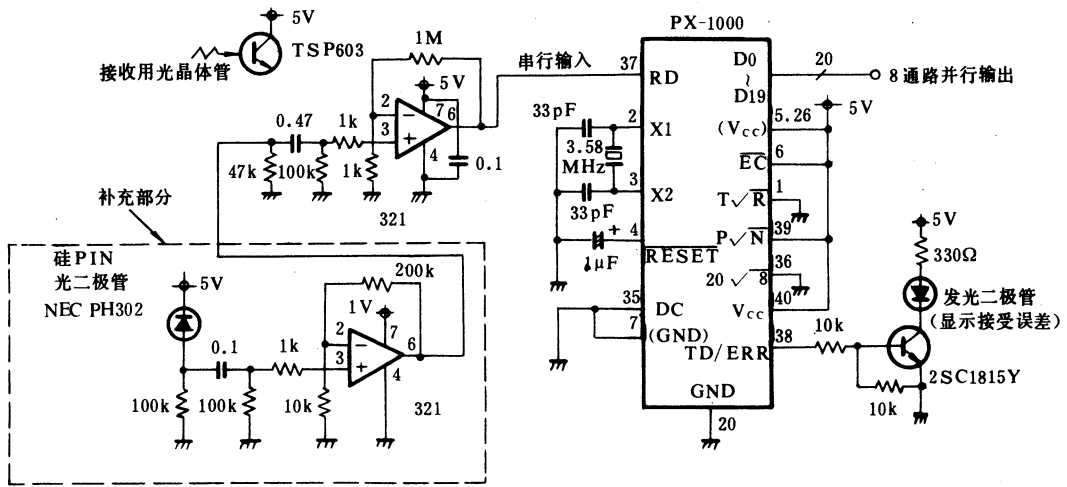 PX-1000
5V
TSP603
接收用光晶体管
1M
5V
2
7
6
3
4
0.47
1k
47k
100k
1k
0.1
321
串行输入
37
RD
D0
~
D19
20
8通路并行输出
33pF
2
X1
3.58
MHz
3
X2
33pF
4
+
1μF
RESET
35
DC
7
(GND)
(Vcc)
5.26
5V
EC
6
T√R
1
P√N
39
20√8
36
Vcc
40
TD/ERR
38
GND
20
10k
10k
2SC1815Y
5V
330Ω
发光二极管
(显示接受误差)
补充部分
硅PIN
光二极管
NEC PH302
5V
0.1
1k
100k
100k
10k
200k
1V
2
7
6
3
4
321